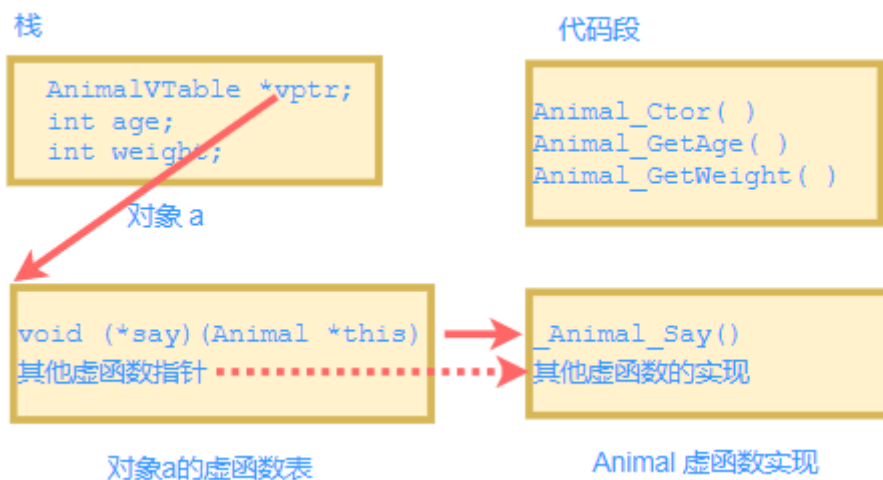 栈
AnimalVTable *vptr;
int age;
int weight;
对象 a
代码段
Animal_Ctor( )
Animal_GetAge( )
Animal_GetWeight( )
void (*say)(Animal *this)
其他虚函数指针
对象a的虚函数表
_Animal_Say()
其他虚函数的实现
Animal 虚函数实现